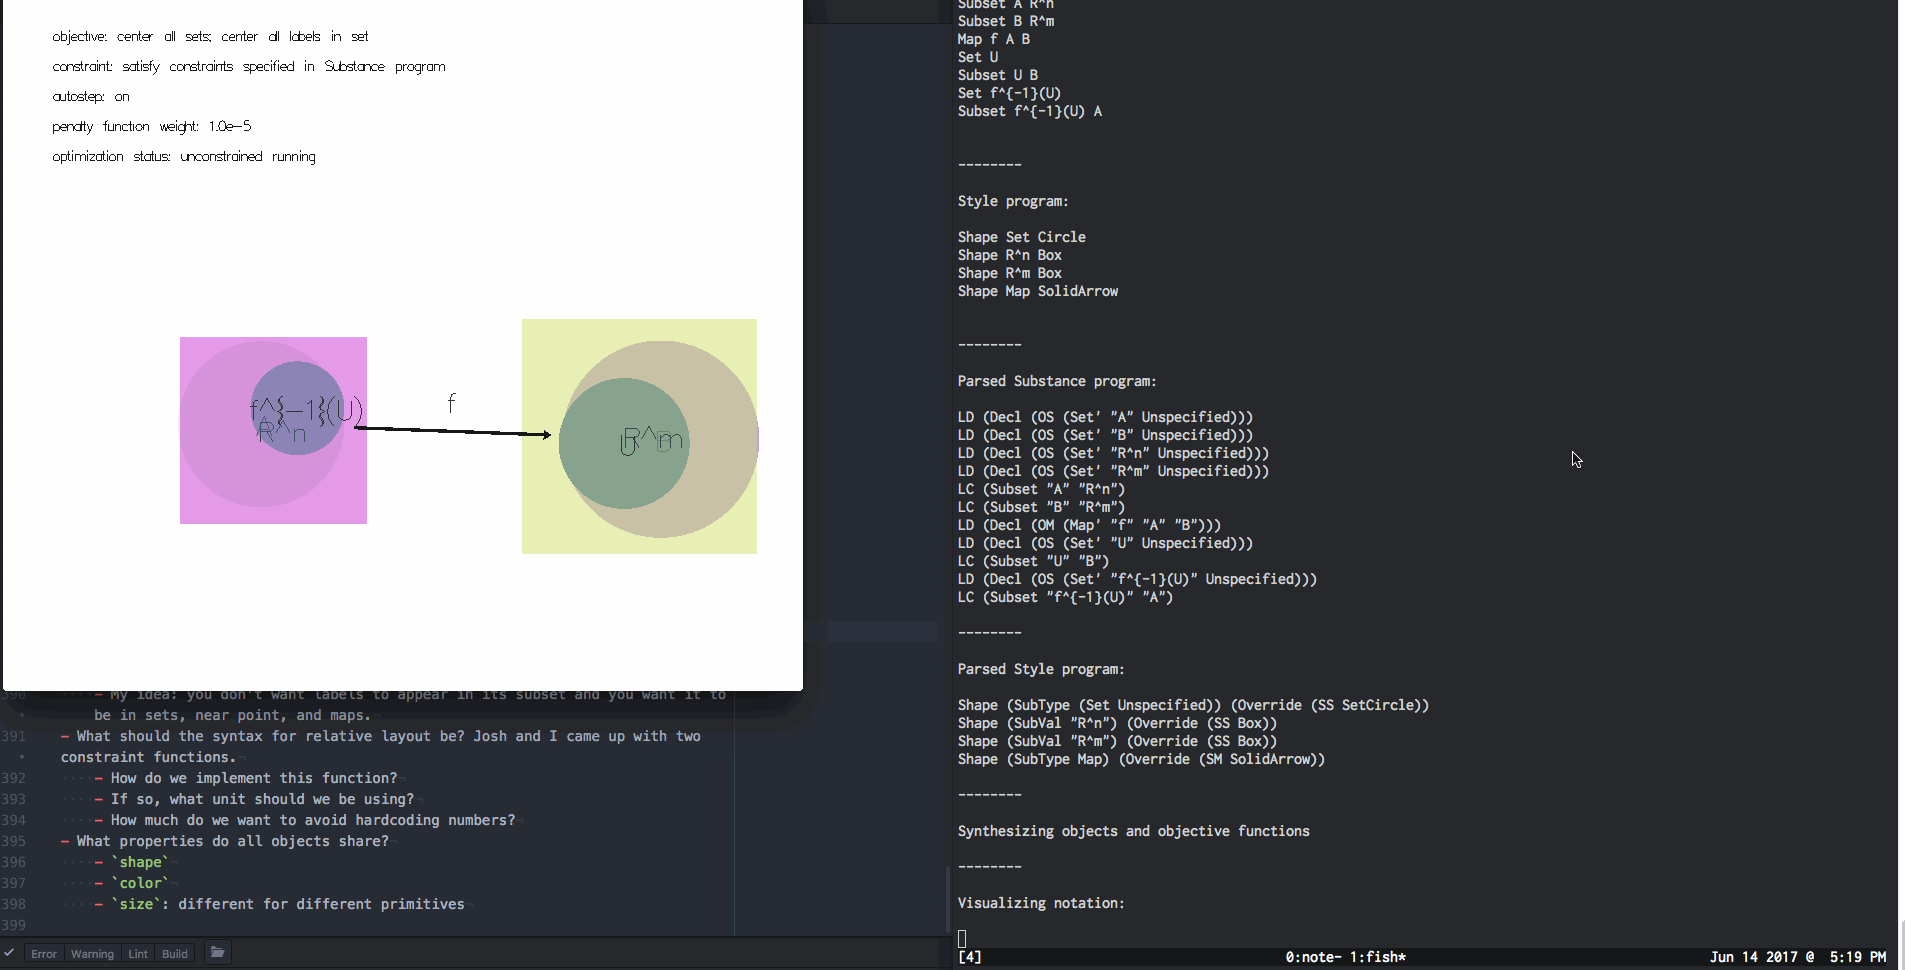 objective: center all sets; center all labels in set
constraint: satisfy constraints specified in Substance program
autostep: on
penalty function weight: 1.0e-5
optimization status: unconstrained running
f^{-1}(U)
A
R^n
f
U
R^m
B
- My idea: you don't want labels to appear in its subset and you want it to
be in sets, near point, and maps.
391 - What should the syntax for relative layout be? Josh and I came up with two
constraint functions.
392 - How do we implement this function?
393 - If so, what unit should we be using?
394 - How much do we want to avoid hardcoding numbers?
395 - What properties do all objects share?
396 - `shape`
397 - `color`
398 - `size`: different for different primitives
399
Error Warning Lint Build
Subset A R^n
Subset B R^m
Map f A B
Set U
Subset U B
Set f^{-1}(U)
Subset f^{-1}(U) A
--------
Style program:
Shape Set Circle
Shape R^n Box
Shape R^m Box
Shape Map SolidArrow
--------
Parsed Substance program:
LD (Decl (OS (Set' "A" Unspecified)))
LD (Decl (OS (Set' "B" Unspecified)))
LD (Decl (OS (Set' "R^n" Unspecified)))
LD (Decl (OS (Set' "R^m" Unspecified)))
LC (Subset "A" "R^n")
LC (Subset "B" "R^m")
LD (Decl (OM (Map' "f" "A" "B")))
LD (Decl (OS (Set' "U" Unspecified)))
LC (Subset "U" "B")
LD (Decl (OS (Set' "f^{-1}(U)" Unspecified)))
LC (Subset "f^{-1}(U)" "A")
--------
Parsed Style program:
Shape (SubType (Set Unspecified)) (Override (SS SetCircle))
Shape (SubVal "R^n") (Override (SS Box))
Shape (SubVal "R^m") (Override (SS Box))
Shape (SubType Map) (Override (SM SolidArrow))
--------
Synthesizing objects and objective functions
--------
Visualizing notation:
[4] 0:note- 1:fish* Jun 14 2017 @ 5:19 PM